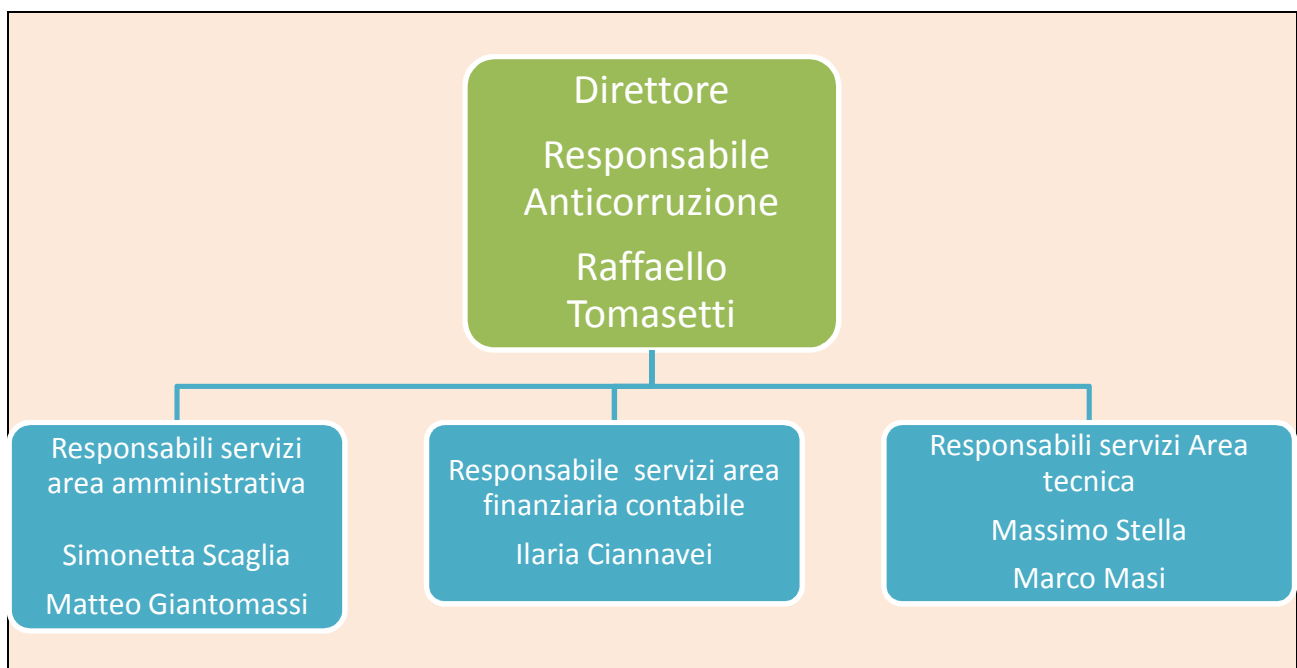 Direttore
Responsabile
Anticorruzione
Raffaello
Tomasetti
Responsabili servizi
area amministrativa
Simonetta Scaglia
Matteo Giantomassi
Responsabile servizi area
finanziaria contabile
Ilaria Ciannavei
Responsabili servizi Area
tecnica
Massimo Stella
Marco Masi